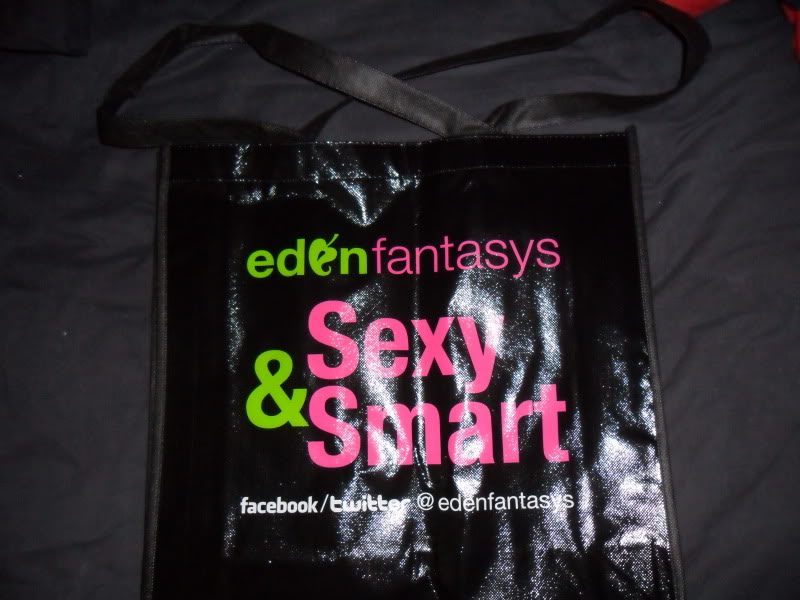 edenfantasys
Sexy
& Smart
facebook/twitter @edenfantasys